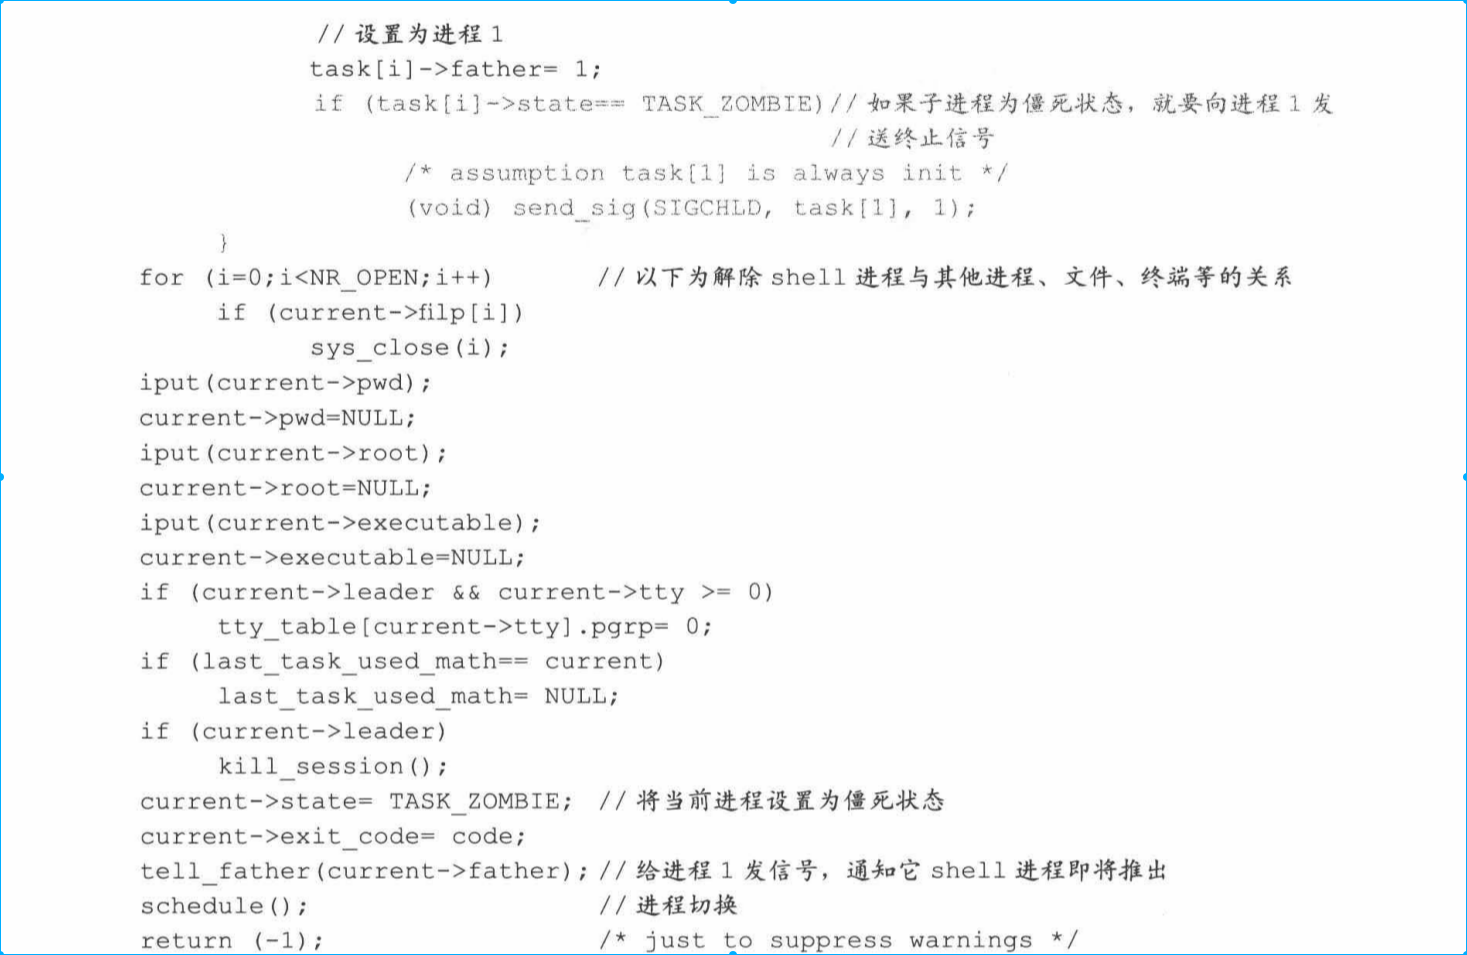 // 设置为进程 1
task[i]->father= 1;
if (task[i]->state== TASK_ZOMBIE)// 如果子进程为僵死状态，就要向进程 1 发
// 送终止信号
/* assumption task[1] is always init */
(void) send_sig(SIGCHLD, task[1], 1);
}
for (i=0;i<NR_OPEN;i++) // 以下为解除 shell 进程与其他进程、文件、终端等的关系
if (current->filp[i])
sys_close(i);
iput(current->pwd);
current->pwd=NULL;
iput(current->root);
current->root=NULL;
iput(current->executable);
current->executable=NULL;
if (current->leader && current->tty >= 0)
tty_table[current->tty].pgrp= 0;
if (last_task_used_math== current)
last_task_used_math= NULL;
if (current->leader)
kill_session();
current->state= TASK_ZOMBIE; // 将当前进程设置为僵死状态
current->exit_code= code;
tell_father(current->father); // 给进程 1 发信号，通知它 shell 进程即将推出
schedule(); // 进程切换
return (-1); /* just to suppress warnings */